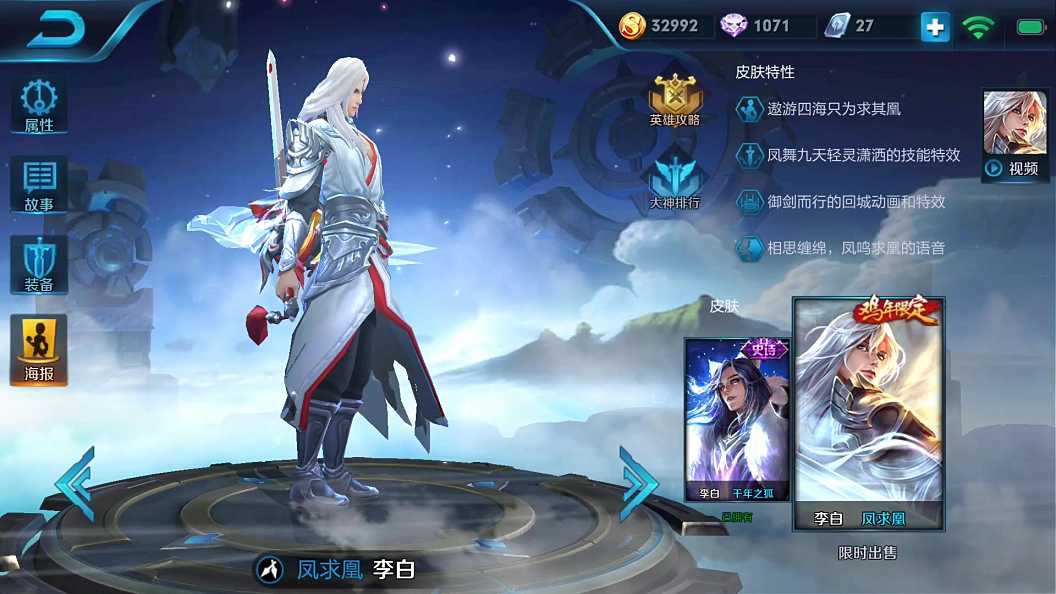 32992
1071
27
属性
故事
装备
海报
英雄攻略
大神排行
皮肤特性
遨游四海只为求其凰
凤舞九天轻灵潇洒的技能特效
御剑而行的回城动画和特效
相思缠绵，凤鸣求凰的语音
视频
皮肤
史诗
李白 千年之狐
已拥有
鸡年限定
李白 凤求凰
限时出售
凤求凰 李白